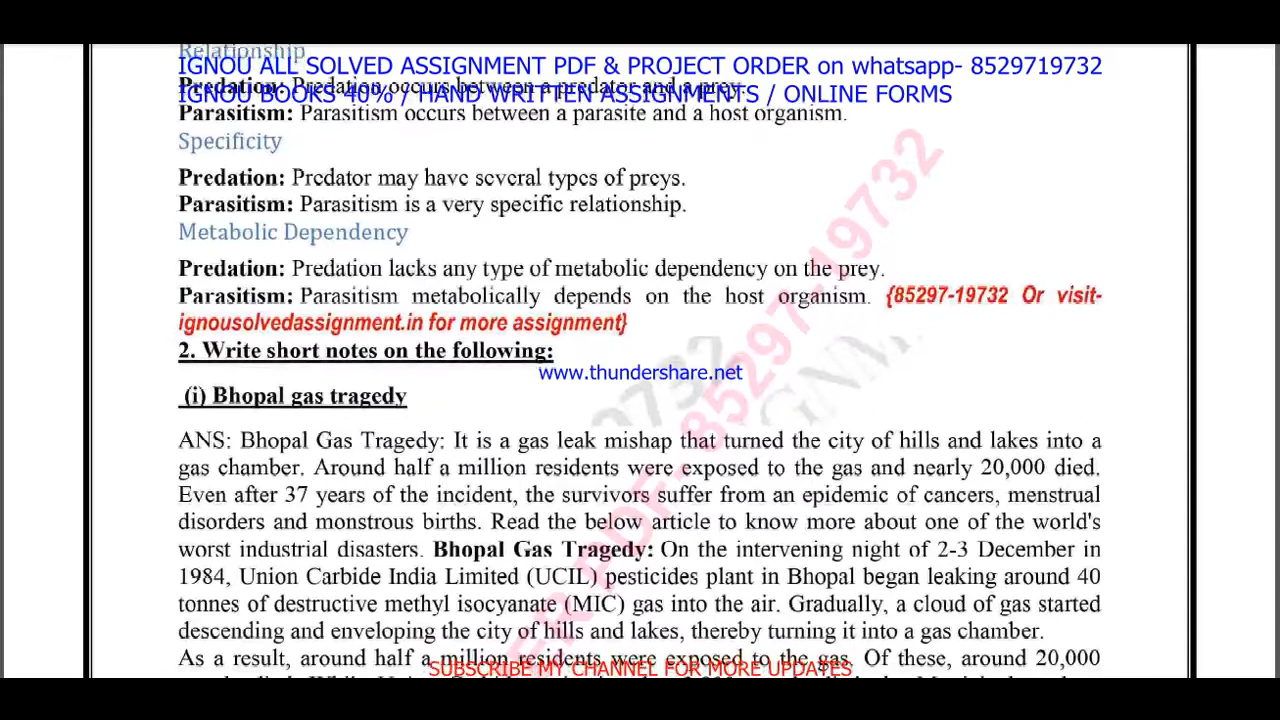 Relationship
IGNOU ALL SOLVED ASSIGNMENT PDF & PROJECT ORDER on whatsapp- 8529719732
Predation: Predation occurs between a predator and a prey.
IGNOU BOOKS 40% / HAND WRITTEN ASSIGNMENTS / ONLINE FORMS
Parasitism: Parasitism occurs between a parasite and a host organism.
Specificity
Predation: Predator may have several types of preys.
Parasitism: Parasitism is a very specific relationship.
Metabolic Dependency
Predation: Predation lacks any type of metabolic dependency on the prey.
Parasitism: Parasitism metabolically depends on the host organism. {85297-19732 Or visit-
ignousolvedassignment.in for more assignment}
2. Write short notes on the following:
www.thundershare.net
(i) Bhopal gas tragedy
ANS: Bhopal Gas Tragedy: It is a gas leak mishap that turned the city of hills and lakes into a
gas chamber. Around half a million residents were exposed to the gas and nearly 20,000 died.
Even after 37 years of the incident, the survivors suffer from an epidemic of cancers, menstrual
disorders and monstrous births. Read the below article to know more about one of the world's
worst industrial disasters. Bhopal Gas Tragedy: On the intervening night of 2-3 December in
1984, Union Carbide India Limited (UCIL) pesticides plant in Bhopal began leaking around 40
tonnes of destructive methyl isocyanate (MIC) gas into the air. Gradually, a cloud of gas started
descending and enveloping the city of hills and lakes, thereby turning it into a gas chamber.
As a result, around half a million residents were exposed to the gas. Of these, around 20,000
SUBSCRIBE MY CHANNEL FOR MORE UPDATES
FOR PDF- 85297-19732